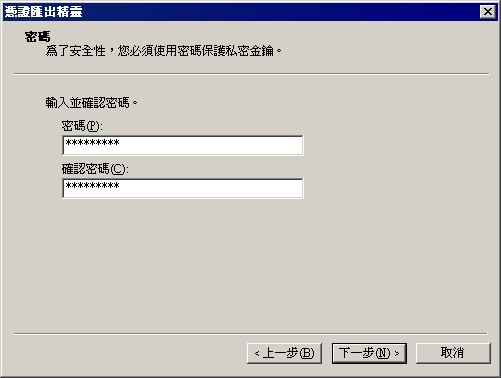 憑證匯出精靈
密碼
為了安全性，您必須使用密碼保護私密金鑰。
輸入並確認密碼。
密碼(P):
*********
確認密碼(C):
*********
< 上一步(B)
下一步(N) >
取消